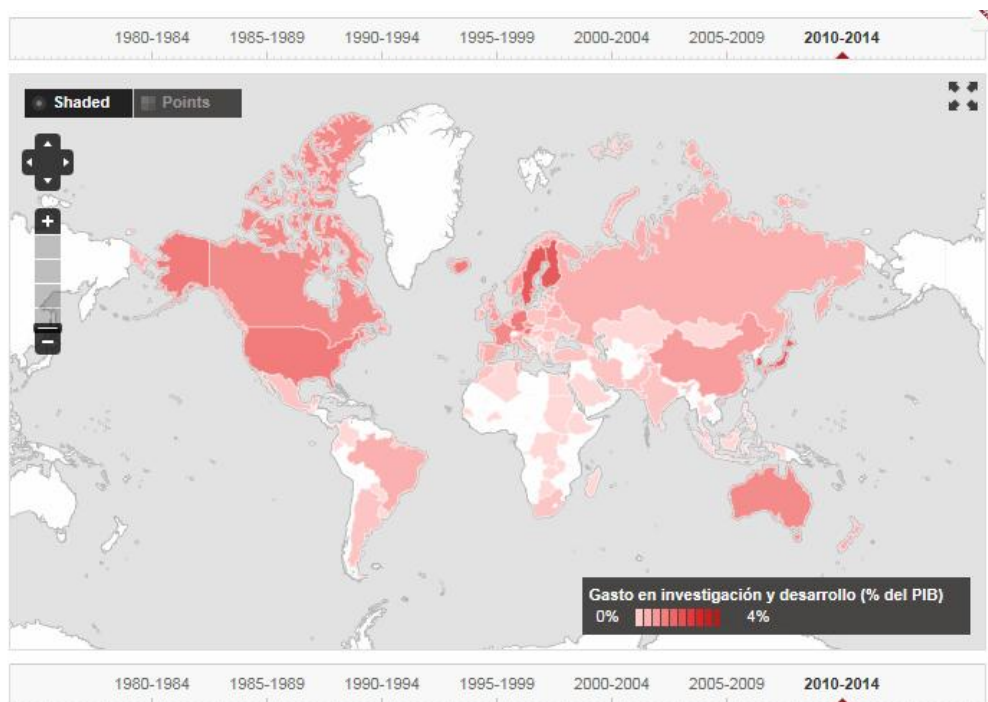 1980-1984 1985-1989 1990-1994 1995-1999 2000-2004 2005-2009 2010-2014
Shaded Points
+
−
Gasto en investigación y desarrollo (% del PIB)
0% 4%
1980-1984 1985-1989 1990-1994 1995-1999 2000-2004 2005-2009 2010-2014